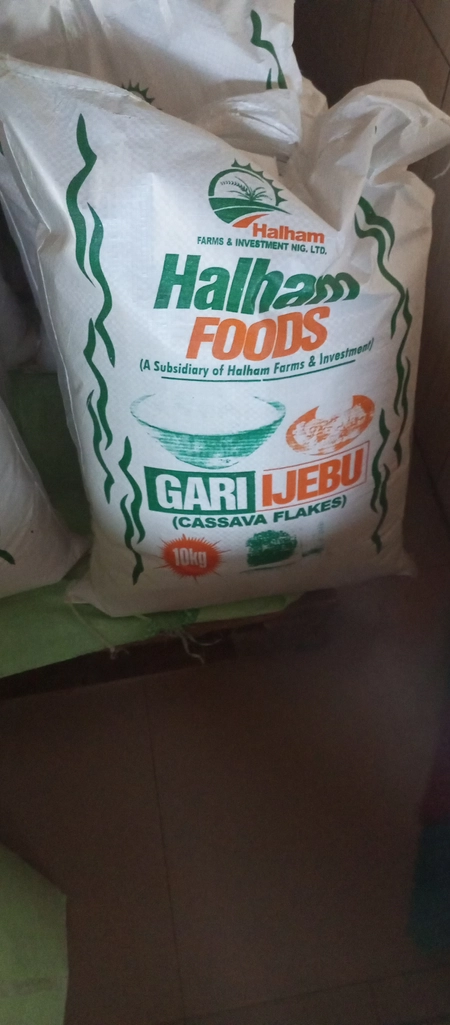 Halham
FARMS & INVESTMENT NIG. LTD.
Halham
FOODS
(A Subsidiary of Halham Farms & Investment)
GARI IJEBU
(CASSAVA FLAKES)
10kg